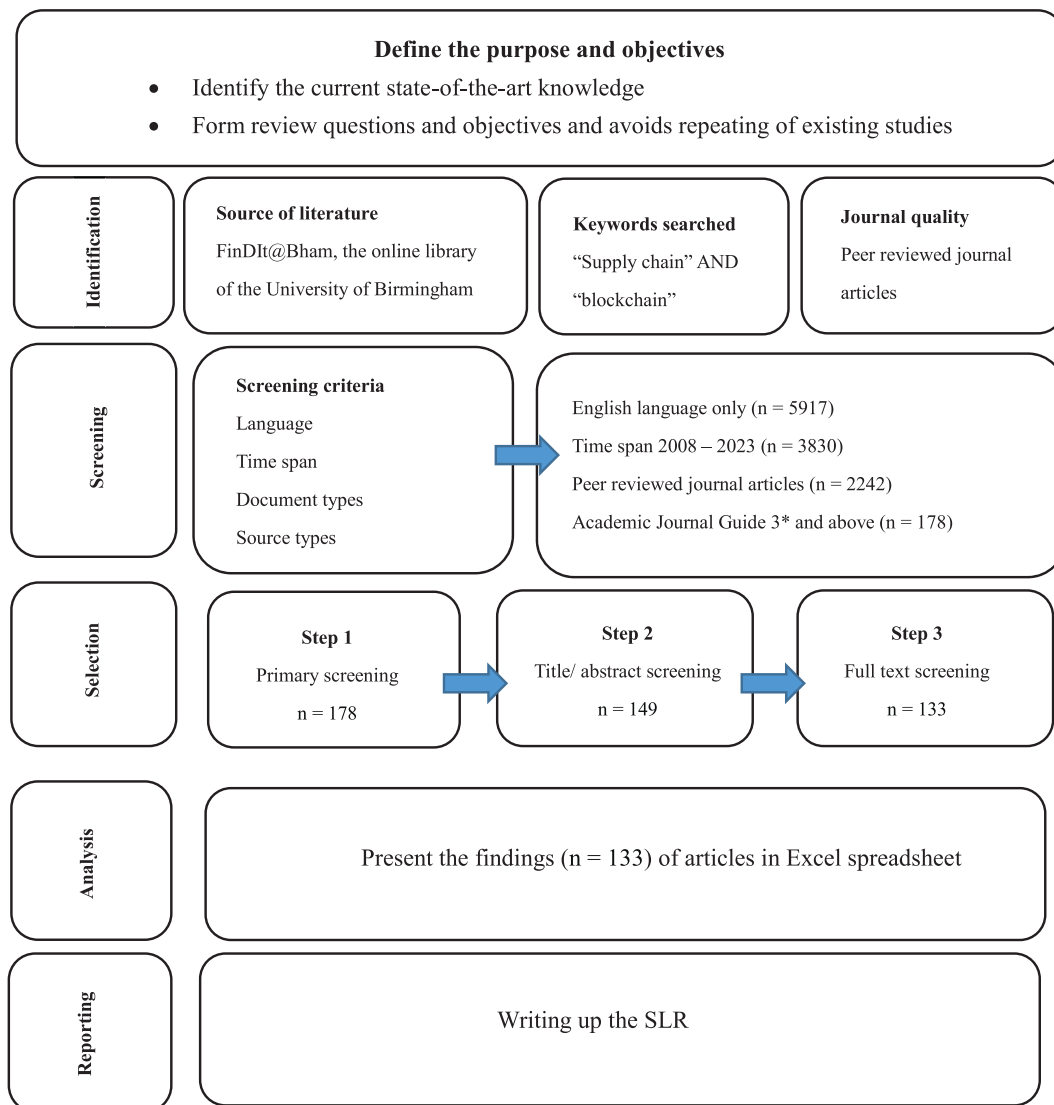 Define the purpose and objectives
• Identify the current state-of-the-art knowledge
• Form review questions and objectives and avoids repeating of existing studies
Identification
Source of literature
FinDIt@Bham, the online library
of the University of Birmingham
Keywords searched
“Supply chain” AND
“blockchain”
Journal quality
Peer reviewed journal
articles
Screening
Screening criteria
Language
Time span
Document types
Source types
English language only (n = 5917)
Time span 2008 – 2023 (n = 3830)
Peer reviewed journal articles (n = 2242)
Academic Journal Guide 3* and above (n = 178)
Selection
Step 1
Primary screening
n = 178
Step 2
Title/ abstract screening
n = 149
Step 3
Full text screening
n = 133
Analysis
Present the findings (n = 133) of articles in Excel spreadsheet
Reporting
Writing up the SLR